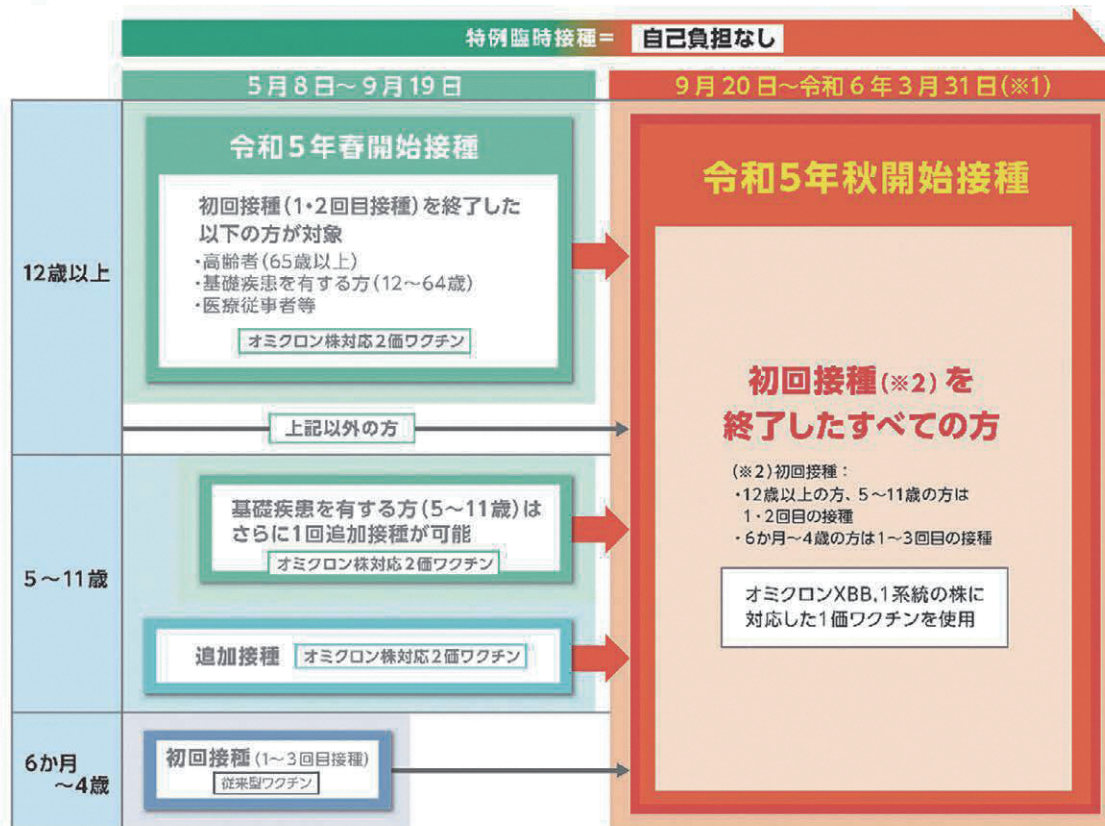 特例臨時接種＝ 自己負担なし
5月8日～9月19日
9月20日～令和6年3月31日(※1)
12歳以上
令和5年春開始接種
初回接種(1・2回目接種)を終了した
以下の方が対象
・高齢者(65歳以上)
・基礎疾患を有する方(12～64歳)
・医療従事者等
オミクロン株対応2価ワクチン
上記以外の方
5～11歳
基礎疾患を有する方(5～11歳)は
さらに1回追加接種が可能
オミクロン株対応2価ワクチン
追加接種 オミクロン株対応2価ワクチン
6か月
～4歳
初回接種(1～3回目接種)
従来型ワクチン
令和5年秋開始接種
初回接種(※2)を
終了したすべての方
(※2)初回接種：
・12歳以上の方、5～11歳の方は
1・2回目の接種
・6か月～4歳の方は1～3回目の接種
オミクロンXBB.1系統の株に
対応した1価ワクチンを使用